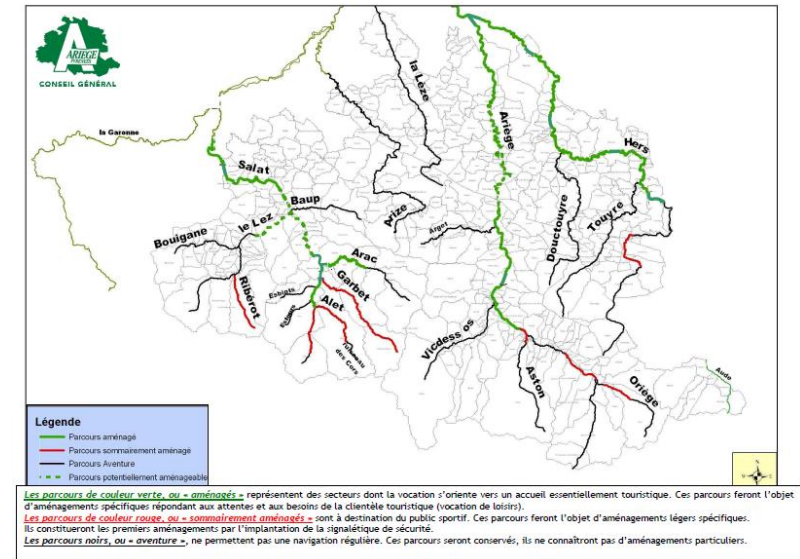 ARIEGE
PYRENEES
CONSEIL GÉNÉRAL
la Garonne
la Lèze
Ariège
Hers
Salat
Baup
le Lez
Bouigane
Arize
Arget
Douctouyre
Touyre
Arac
Ribérot
Garbet
Alet
des Cors
Vicdessos
Aston
Oriège
Aude
Légende
Parcours aménagé
Parcours sommairement aménagé
Parcours Aventure
Parcours potentiellement aménageable
Les parcours de couleur verte, ou « aménagés » représentent des secteurs dont la vocation s'oriente vers un accueil essentiellement touristique. Ces parcours feront l'objet
d'aménagements spécifiques répondant aux attentes et aux besoins de la clientèle touristique (vocation de loisirs).
Les parcours de couleur rouge, ou « sommairement aménagés » sont à destination du public sportif. Ces parcours feront l'objet d'aménagements légers spécifiques.
Ils constitueront les premiers aménagements par l'implantation de la signalétique de sécurité.
Les parcours noirs, ou « aventure », ne permettent pas une navigation régulière. Ces parcours seront conservés, ils ne connaîtront pas d'aménagements particuliers.